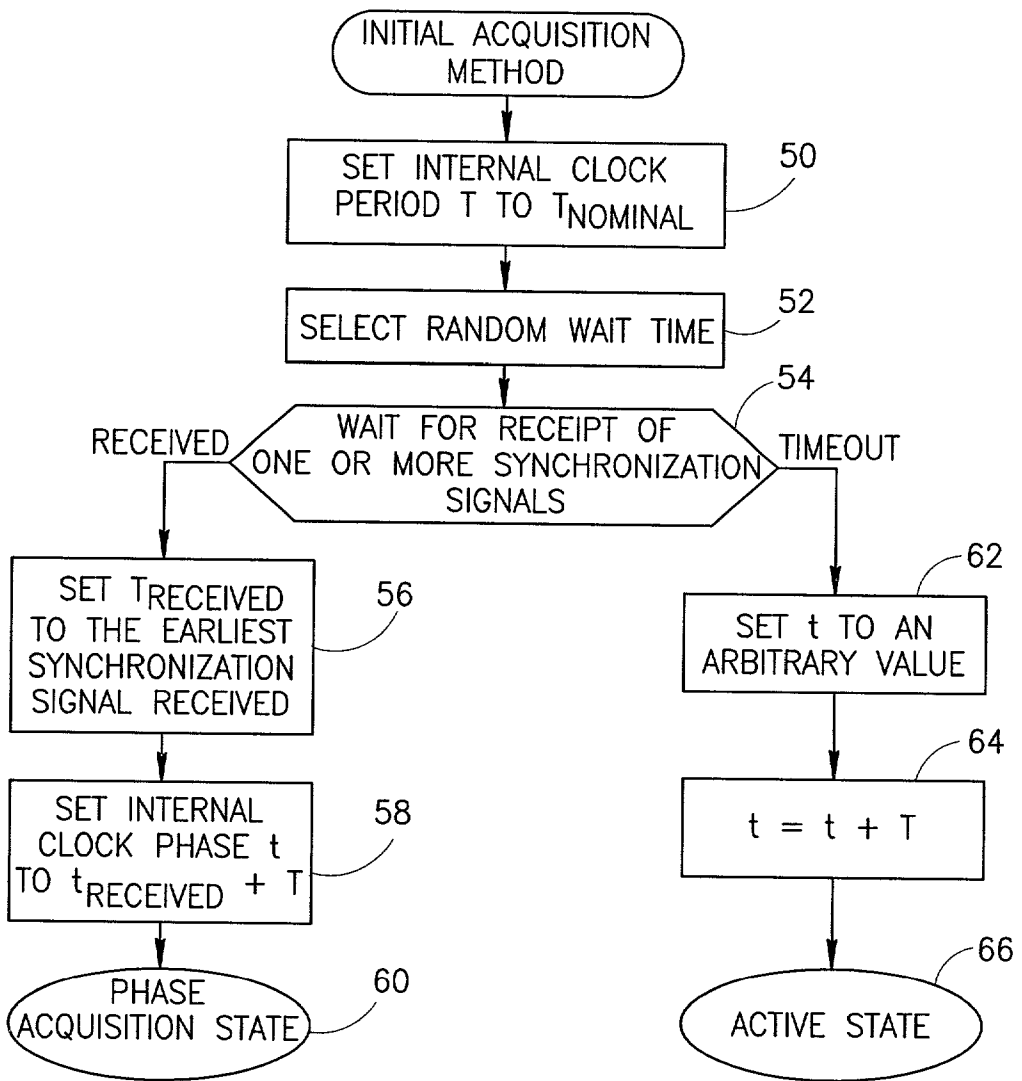 INITIAL ACQUISITION
METHOD
SET INTERNAL CLOCK
PERIOD T TO TNOMINAL
50
SELECT RANDOM WAIT TIME
52
54
WAIT FOR RECEIPT OF
ONE OR MORE SYNCHRONIZATION
SIGNALS
RECEIVED
TIMEOUT
SET TRECEIVED
TO THE EARLIEST
SYNCHRONIZATION
SIGNAL RECEIVED
56
SET INTERNAL
CLOCK PHASE t
TO tRECEIVED + T
58
PHASE
ACQUISITION STATE
60
62
SET t TO AN
ARBITRARY VALUE
64
t = t + T
66
ACTIVE STATE